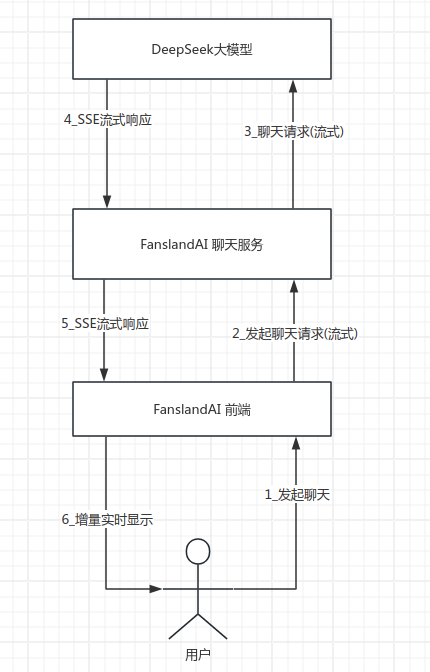 DeepSeek大模型
4_SSE流式响应
3_聊天请求(流式)
FanslandAI 聊天服务
5_SSE流式响应
2_发起聊天请求(流式)
FanslandAI 前端
1_发起聊天
6_增量实时显示
用户